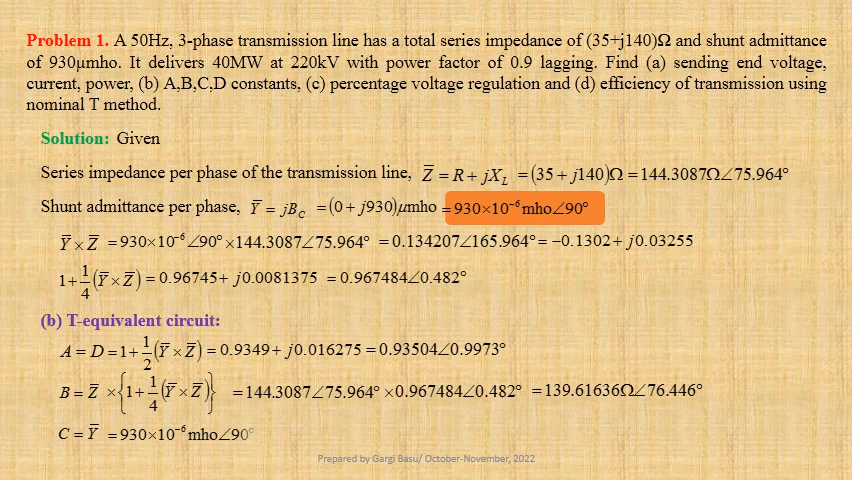 Problem 1. A 50Hz, 3-phase transmission line has a total series impedance of (35+j140)Ω and shunt admittance
of 930μmho. It delivers 40MW at 220kV with power factor of 0.9 lagging. Find (a) sending end voltage,
current, power, (b) A,B,C,D constants, (c) percentage voltage regulation and (d) efficiency of transmission using
nominal T method.
Solution: Given
Series impedance per phase of the transmission line, Z̅ = R + jX_L = (35 + j140)Ω = 144.3087Ω∠75.964°
Shunt admittance per phase, Y̅ = jB_C = (0 + j930)μmho = 930×10⁻⁶ mho∠90°
Y̅ × Z̅ = 930×10⁻⁶∠90° × 144.3087∠75.964° = 0.134207∠165.964° = −0.1302 + j0.03255
1 + 1/4 (Y̅ × Z̅) = 0.96745 + j0.0081375 = 0.967484∠0.482°
(b) T-equivalent circuit:
A = D = 1 + 1/2 (Y̅ × Z̅) = 0.9349 + j0.016275 = 0.93504∠0.9973°
B = Z̅ × {1 + 1/4 (Y̅ × Z̅)} = 144.3087∠75.964° × 0.967484∠0.482° = 139.61636Ω∠76.446°
C = Y̅ = 930×10⁻⁶ mho∠90°
Prepared by Gargi Basu/ October-November, 2022